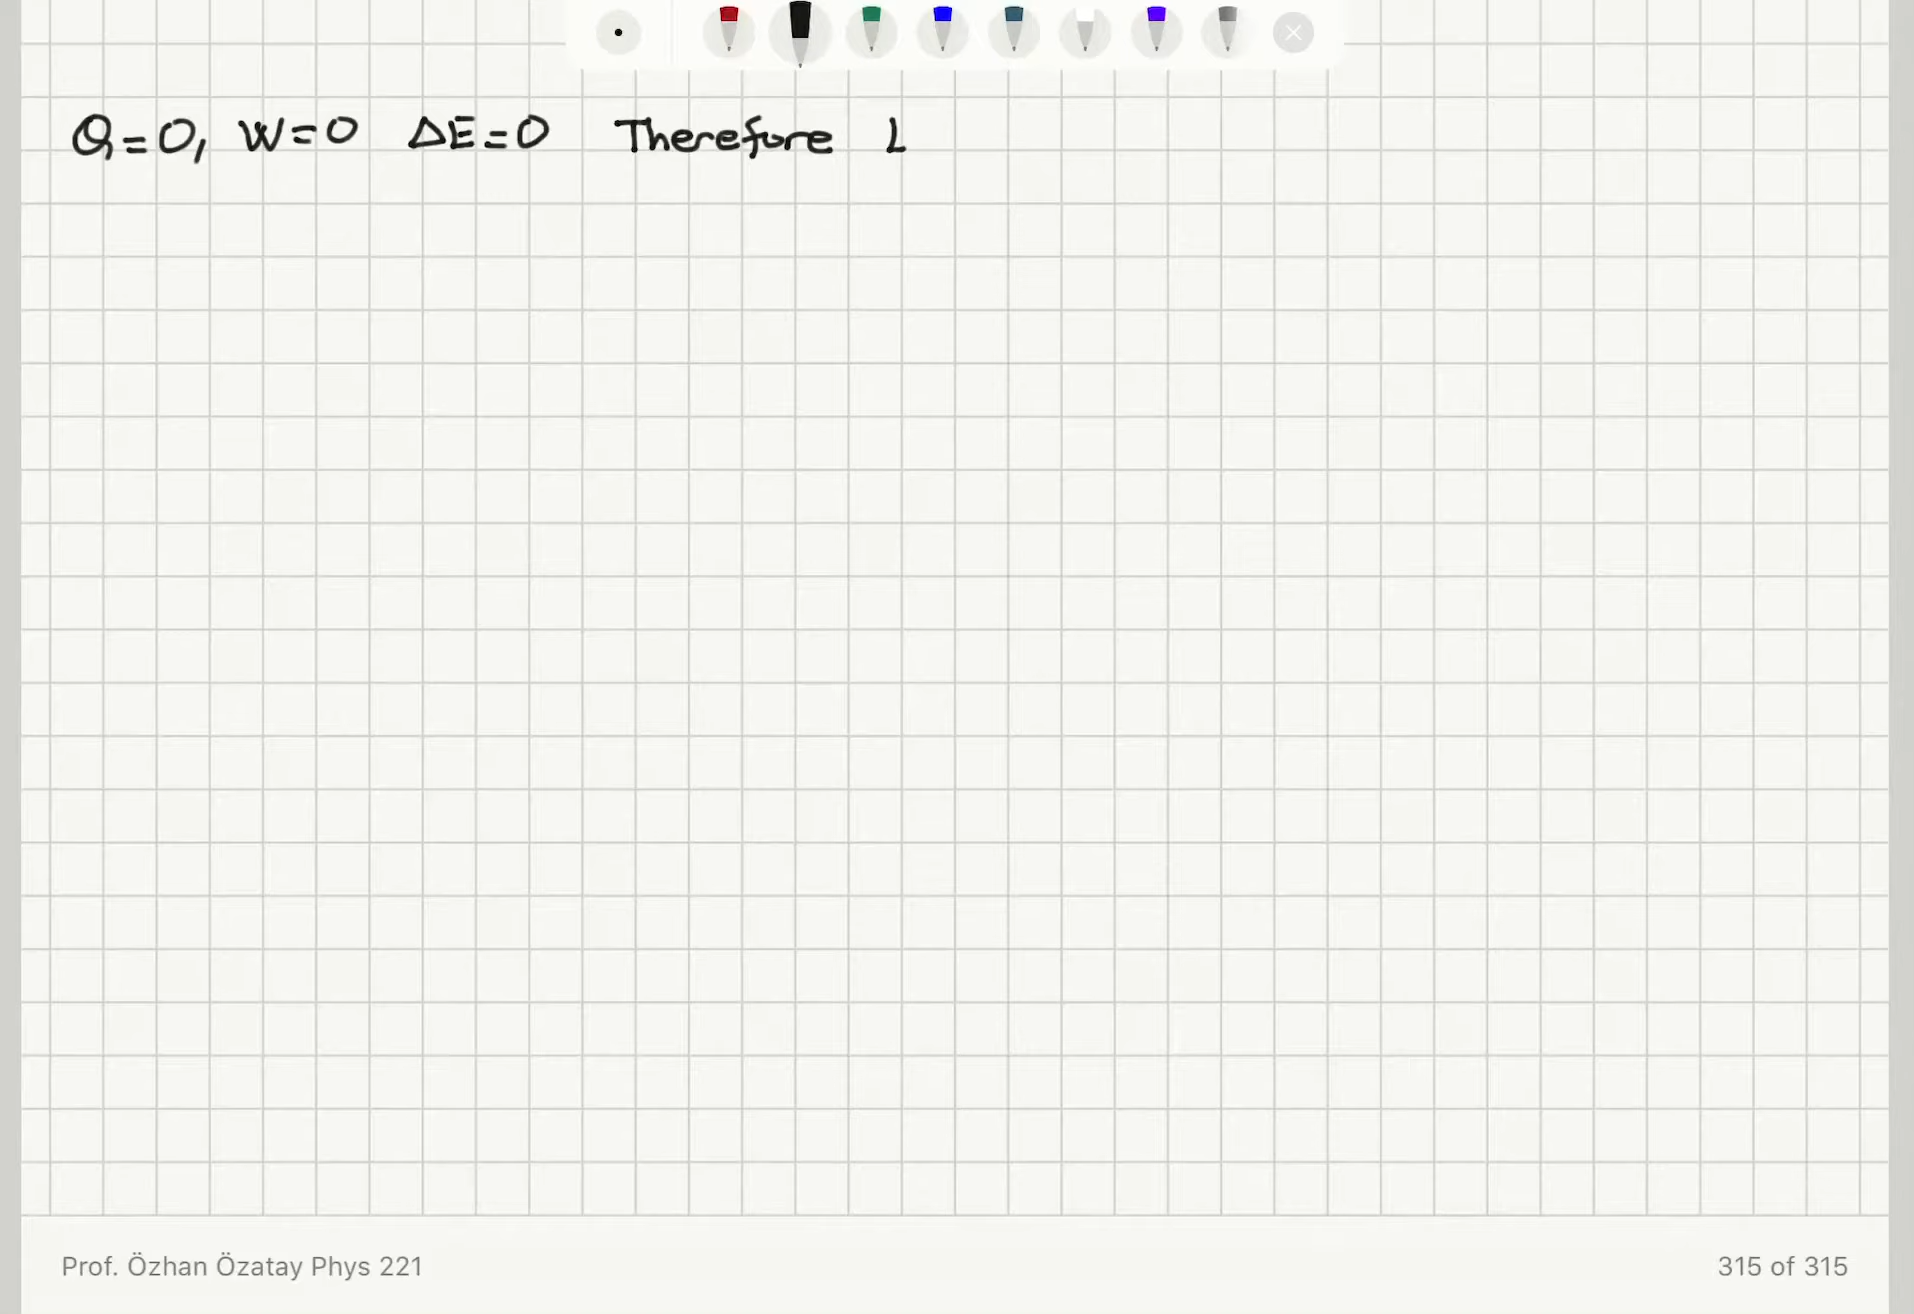 Q=0, W=0 ΔE=0 Therefore L
Prof. Özhan Özatay Phys 221
315 of 315